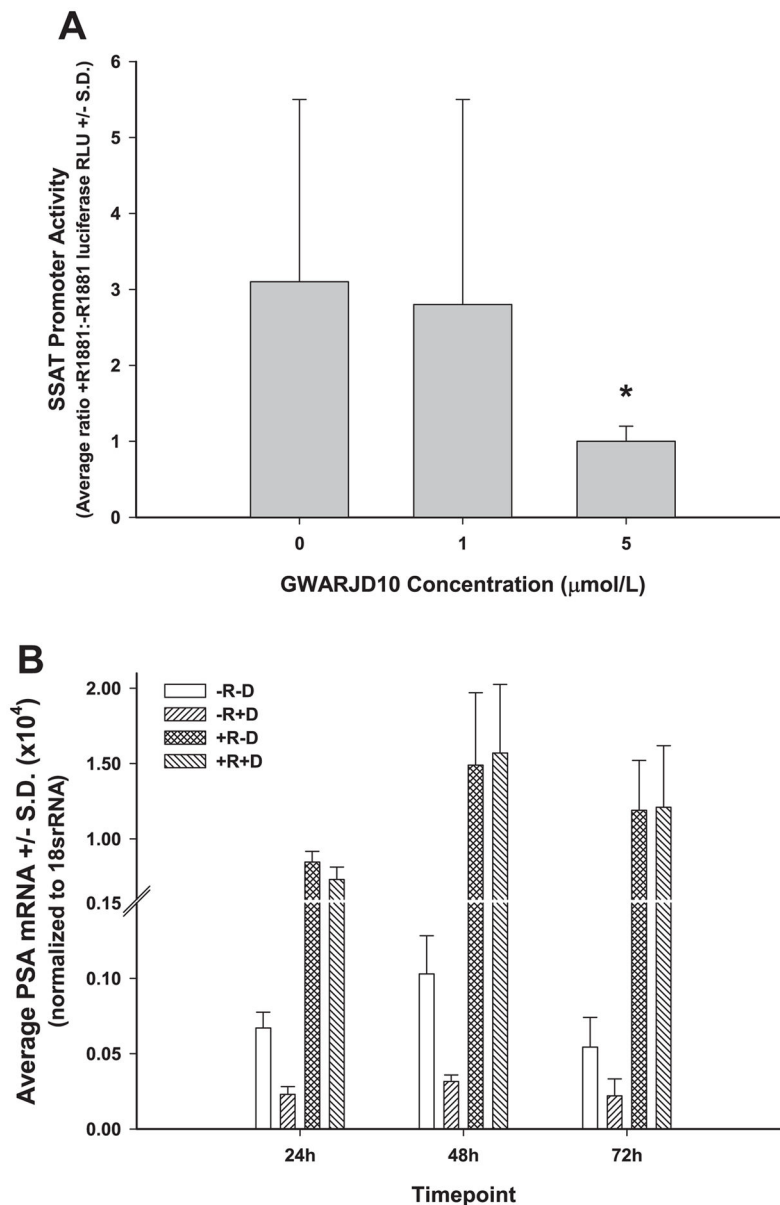 A
SSAT Promoter Activity
(Average ratio +R1881:-R1881 luciferase RLU +/- S.D.)
6
5
4
3
2
1
0
*
0 1 5
GWARJD10 Concentration (μmol/L)
B
Average PSA mRNA +/- S.D. (x10⁴)
(normalized to 18srRNA)
2.00
1.50
1.00
0.15
0.10
0.05
0.00
-R-D
-R+D
+R-D
+R+D
24h 48h 72h
Timepoint